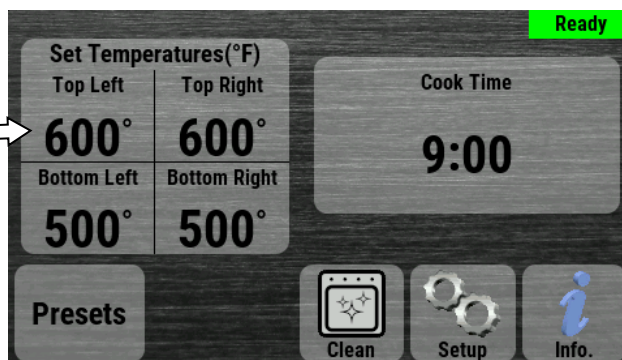 Ready
Set Temperatures(°F)
Top Left Top Right
600° 600°
Bottom Left Bottom Right
500° 500°
Cook Time
9:00
Presets
Clean Setup Info.